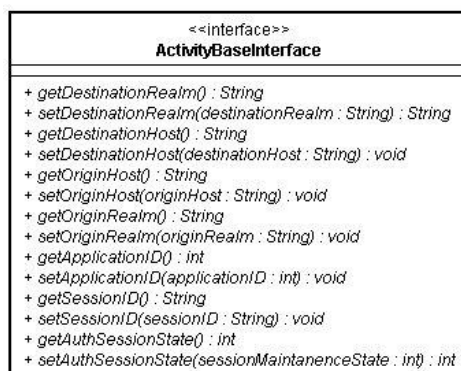 <<interface>>
ActivityBaseInterface
+ getDestinationRealm() : String
+ setDestinationRealm(destinationRealm : String) : String
+ getDestinationHost() : String
+ setDestinationHost(destinationHost : String) : void
+ getOriginHost() : String
+ setOriginHost(originHost : String) : void
+ getOriginRealm() : String
+ setOriginRealm(originRealm : String) : void
+ getApplicationID() : int
+ setApplicationID(applicationID : int) : void
+ getSessionID() : String
+ setSessionID(sessionID : String) : void
+ getAuthSessionState() : int
+ setAuthSessionState(sessionMaintanenceState : int) : int